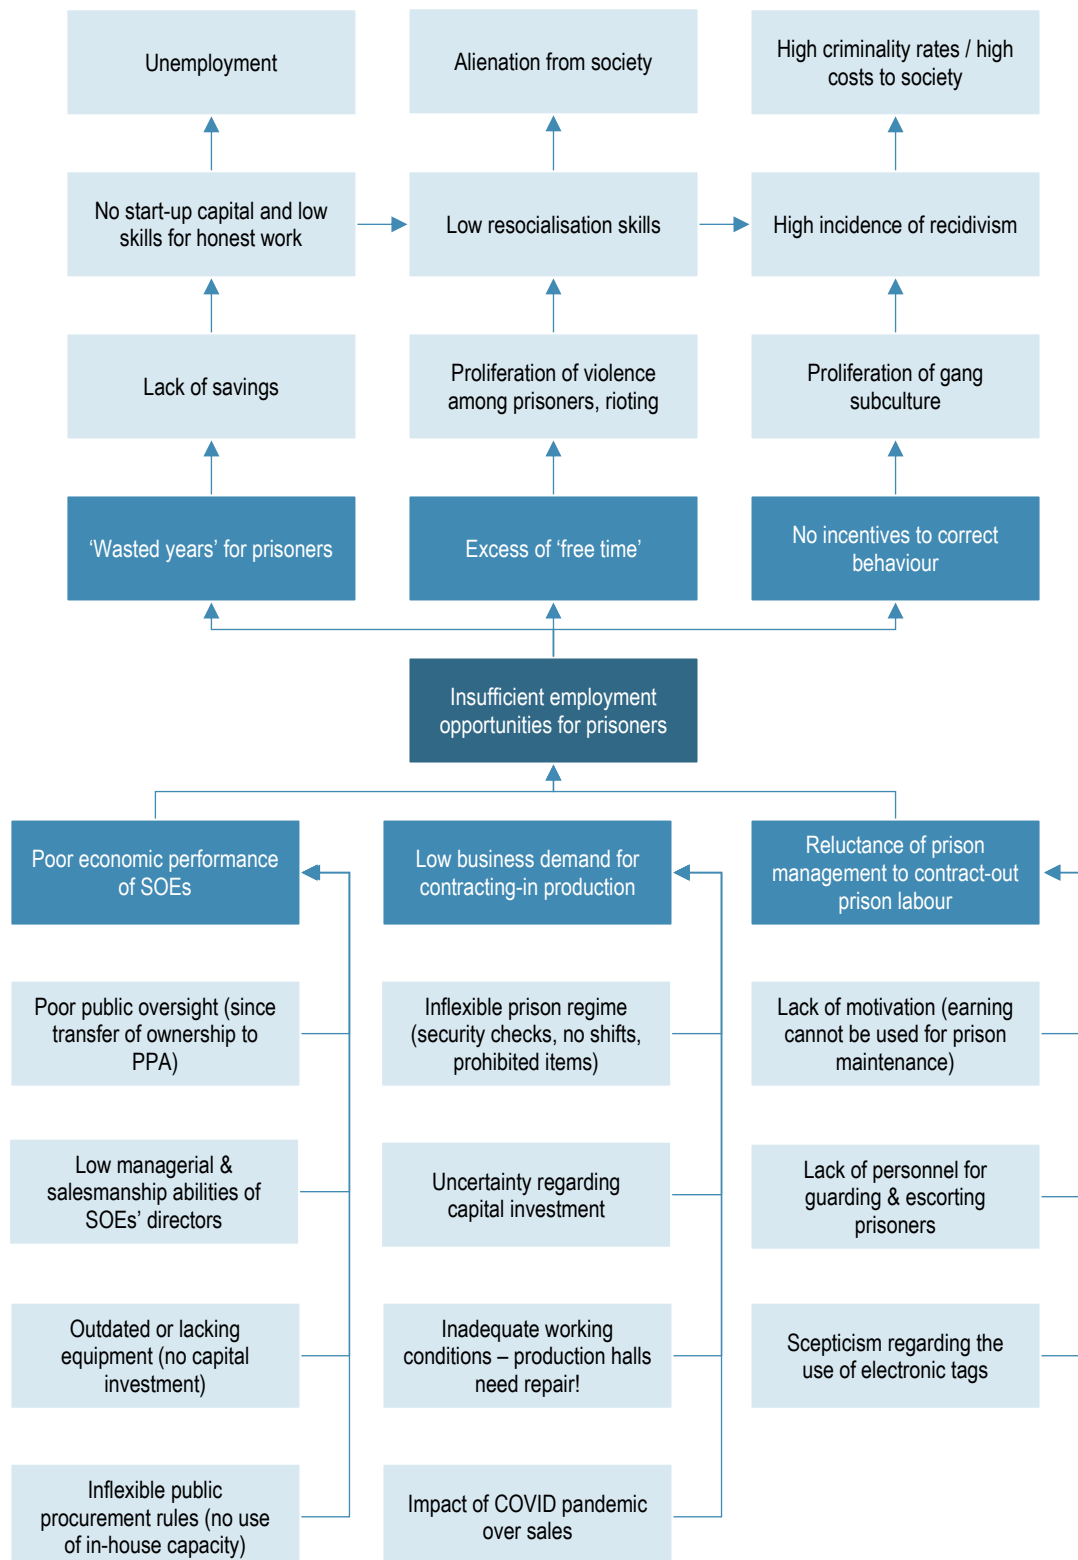 Unemployment
Alienation from society
High criminality rates / high
costs to society
No start-up capital and low
skills for honest work
Low resocialisation skills
High incidence of recidivism
Lack of savings
Proliferation of violence
among prisoners, rioting
Proliferation of gang
subculture
‘Wasted years’ for prisoners
Excess of ‘free time’
No incentives to correct
behaviour
Insufficient employment
opportunities for prisoners
Poor economic performance
of SOEs
Low business demand for
contracting-in production
Reluctance of prison
management to contract-out
prison labour
Poor public oversight (since
transfer of ownership to
PPA)
Inflexible prison regime
(security checks, no shifts,
prohibited items)
Lack of motivation (earning
cannot be used for prison
maintenance)
Low managerial &
salesmanship abilities of
SOEs’ directors
Uncertainty regarding
capital investment
Lack of personnel for
guarding & escorting
prisoners
Outdated or lacking
equipment (no capital
investment)
Inadequate working
conditions – production halls
need repair!
Scepticism regarding the
use of electronic tags
Inflexible public
procurement rules (no use
of in-house capacity)
Impact of COVID pandemic
over sales